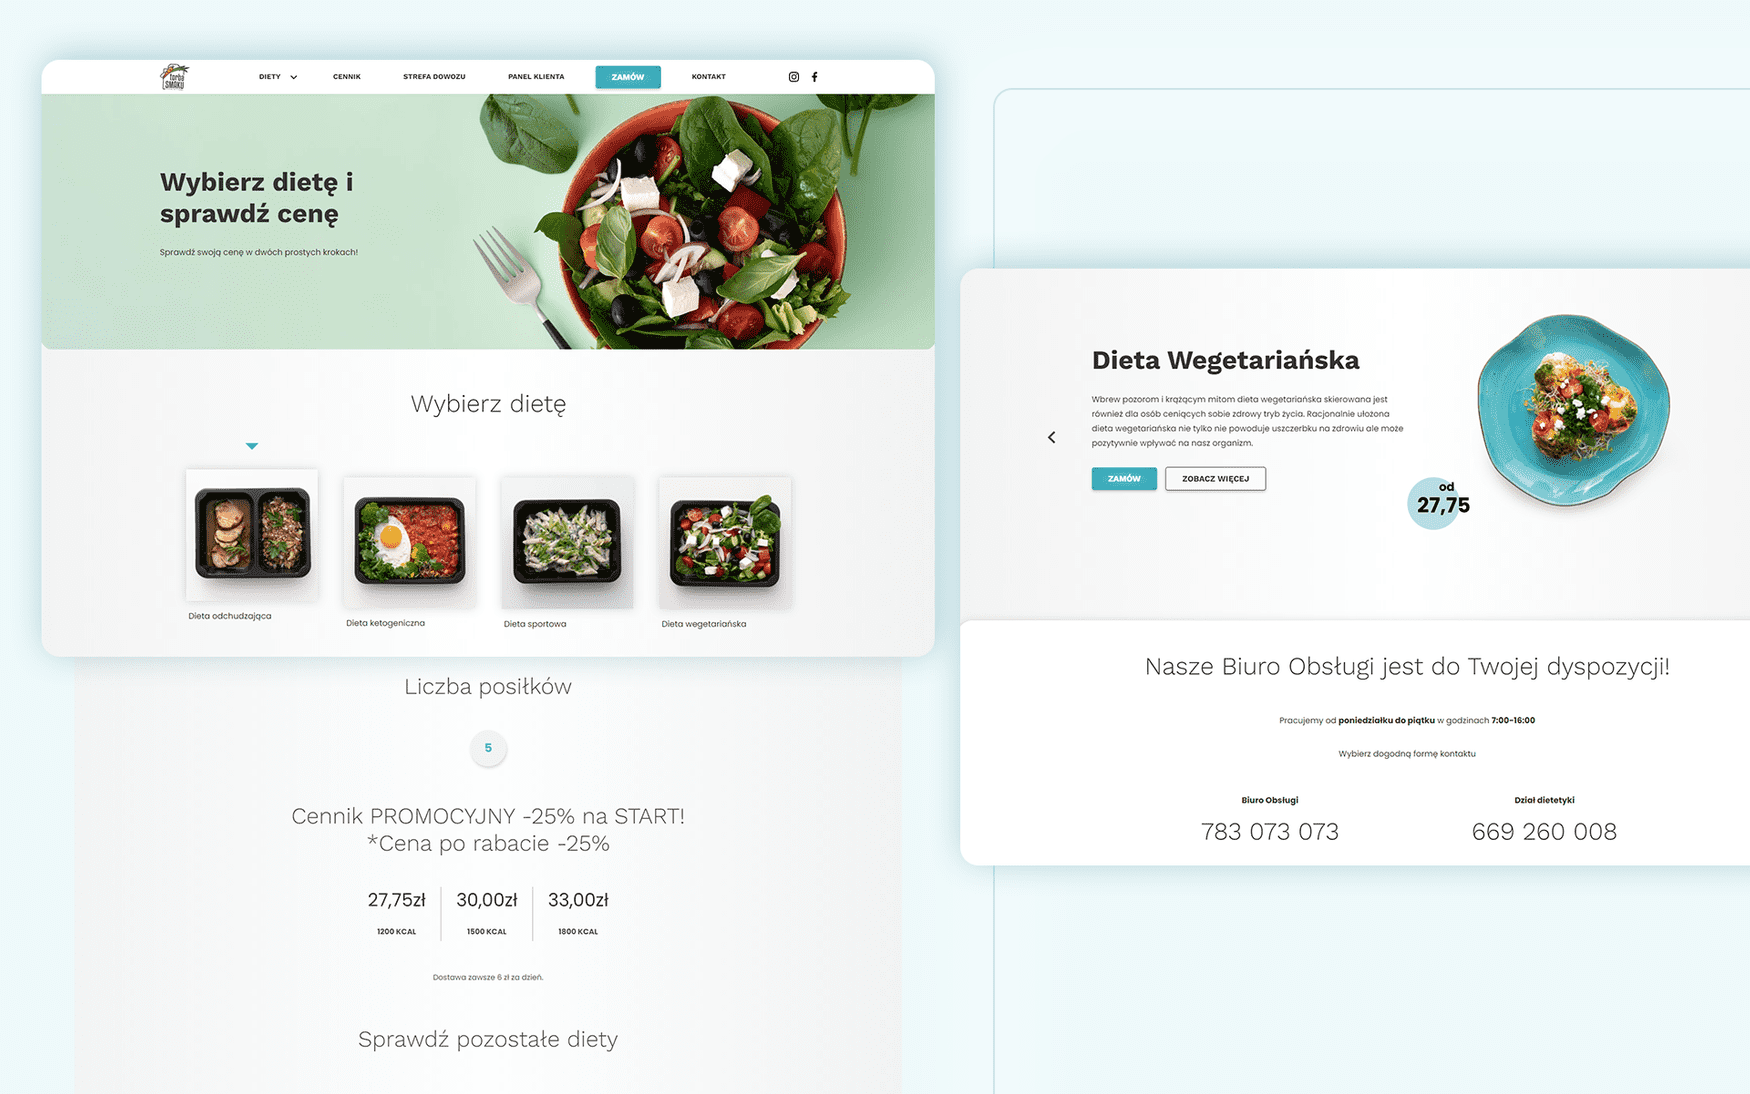 torba
SMAKU
DIETY
CENNIK
STREFA DOWOZU
PANEL KLIENTA
ZAMÓW
KONTAKT
Wybierz dietę i
sprawdź cenę
Sprawdź swoją cenę w dwóch prostych krokach!
Wybierz dietę
Dieta odchudzająca
Dieta ketogeniczna
Dieta sportowa
Dieta wegetariańska
Liczba posiłków
5
Cennik PROMOCYJNY -25% na START!
*Cena po rabacie -25%
27,75zł
30,00zł
33,00zł
1200 KCAL
1500 KCAL
1800 KCAL
Dostawa zawsze 6 zł za dzień.
Sprawdź pozostałe diety
Dieta Wegetariańska
Wbrew pozorom i krążącym mitom dieta wegetariańska skierowana jest
również dla osób ceniących sobie zdrowy tryb życia. Racjonalnie ułożona
dieta wegetariańska nie tylko nie powoduje uszczerbku na zdrowiu ale może
pozytywnie wpływać na nasz organizm.
ZAMÓW
ZOBACZ WIĘCEJ
od
27,75
Nasze Biuro Obsługi jest do Twojej dyspozycji!
Pracujemy od poniedziałku do piątku w godzinach 7:00-16:00
Wybierz dogodną formę kontaktu
Biuro Obsługi
Dział dietetyki
783 073 073
669 260 008